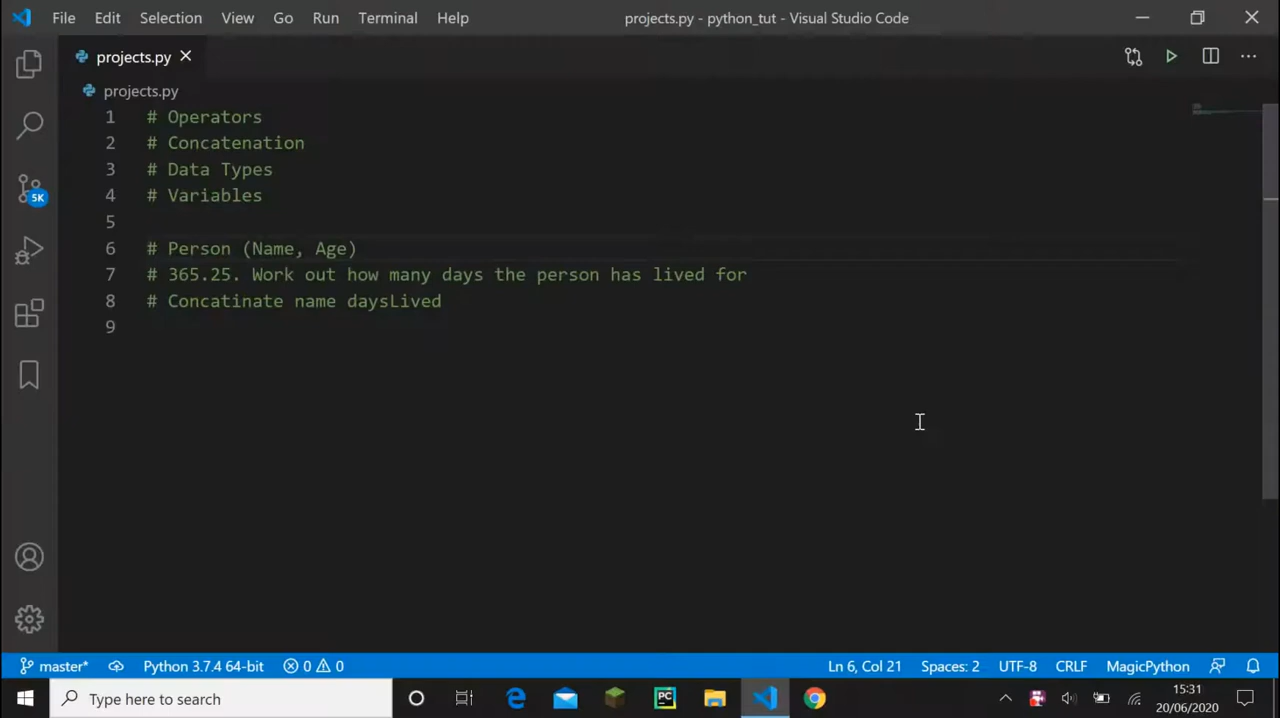 File Edit Selection View Go Run Terminal Help projects.py - python_tut - Visual Studio Code
projects.py
projects.py
1 # Operators
2 # Concatenation
3 # Data Types
4 # Variables
5
6 # Person (Name, Age)
7 # 365.25. Work out how many days the person has lived for
8 # Concatinate name daysLived
9
5K
master* Python 3.7.4 64-bit 0 0 Ln 6, Col 21 Spaces: 2 UTF-8 CRLF MagicPython
Type here to search PC 15:31
20/06/2020